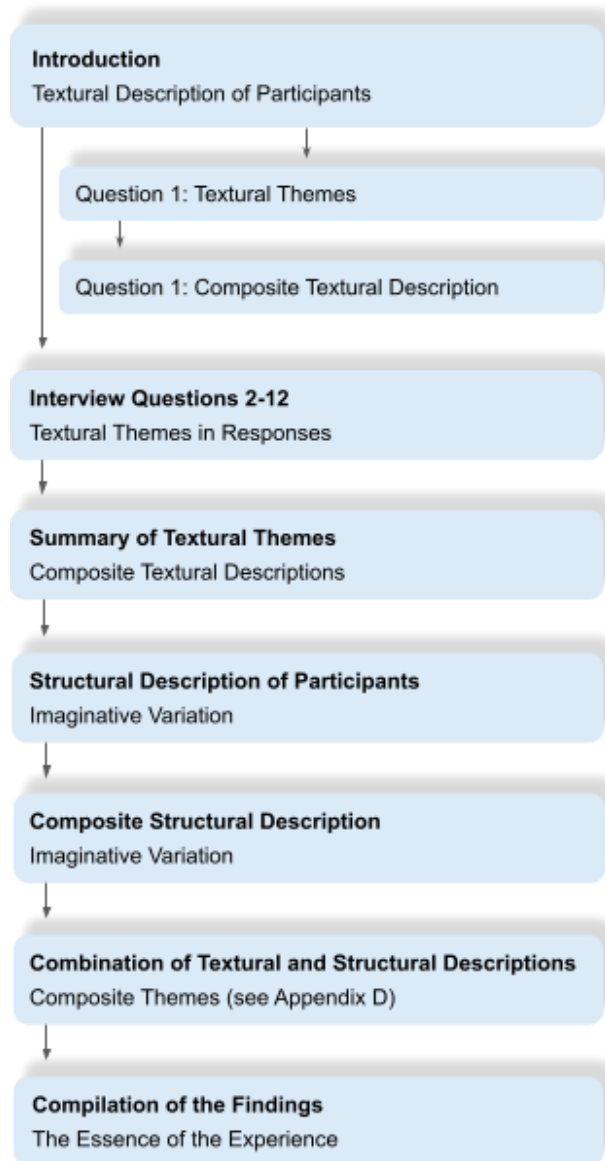 Introduction
Textural Description of Participants
Question 1: Textural Themes
Question 1: Composite Textural Description
Interview Questions 2-12
Textural Themes in Responses
Summary of Textural Themes
Composite Textural Descriptions
Structural Description of Participants
Imaginative Variation
Composite Structural Description
Imaginative Variation
Combination of Textural and Structural Descriptions
Composite Themes (see Appendix D)
Compilation of the Findings
The Essence of the Experience